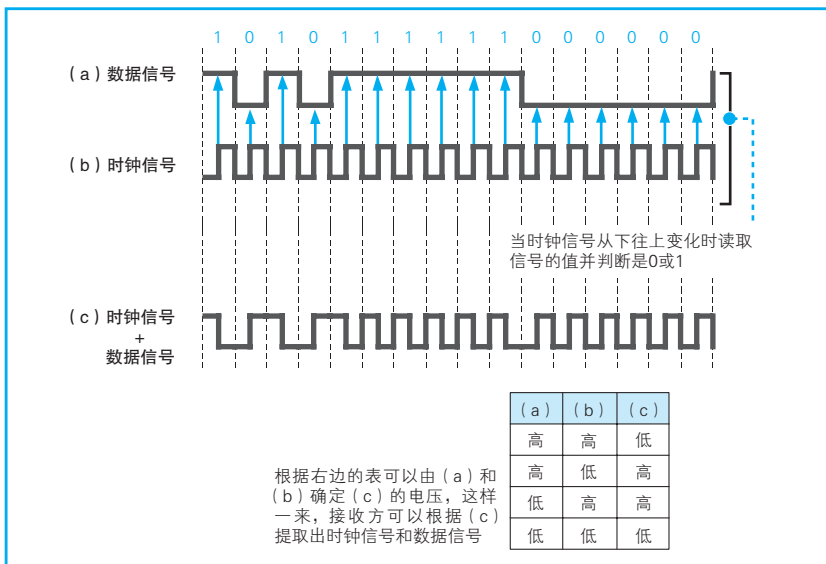 1 0 1 0 1 1 1 1 1 1 0 0 0 0 0 0
（a）数据信号
（b）时钟信号
当时钟信号从下往上变化时读取
信号的值并判断是0或1
（c）时钟信号
+
数据信号
（a） （b） （c）
高 高 低
高 低 高
低 高 高
低 低 低
根据右边的表可以由（a）和
（b）确定（c）的电压，这样
一来，接收方可以根据（c）
提取出时钟信号和数据信号